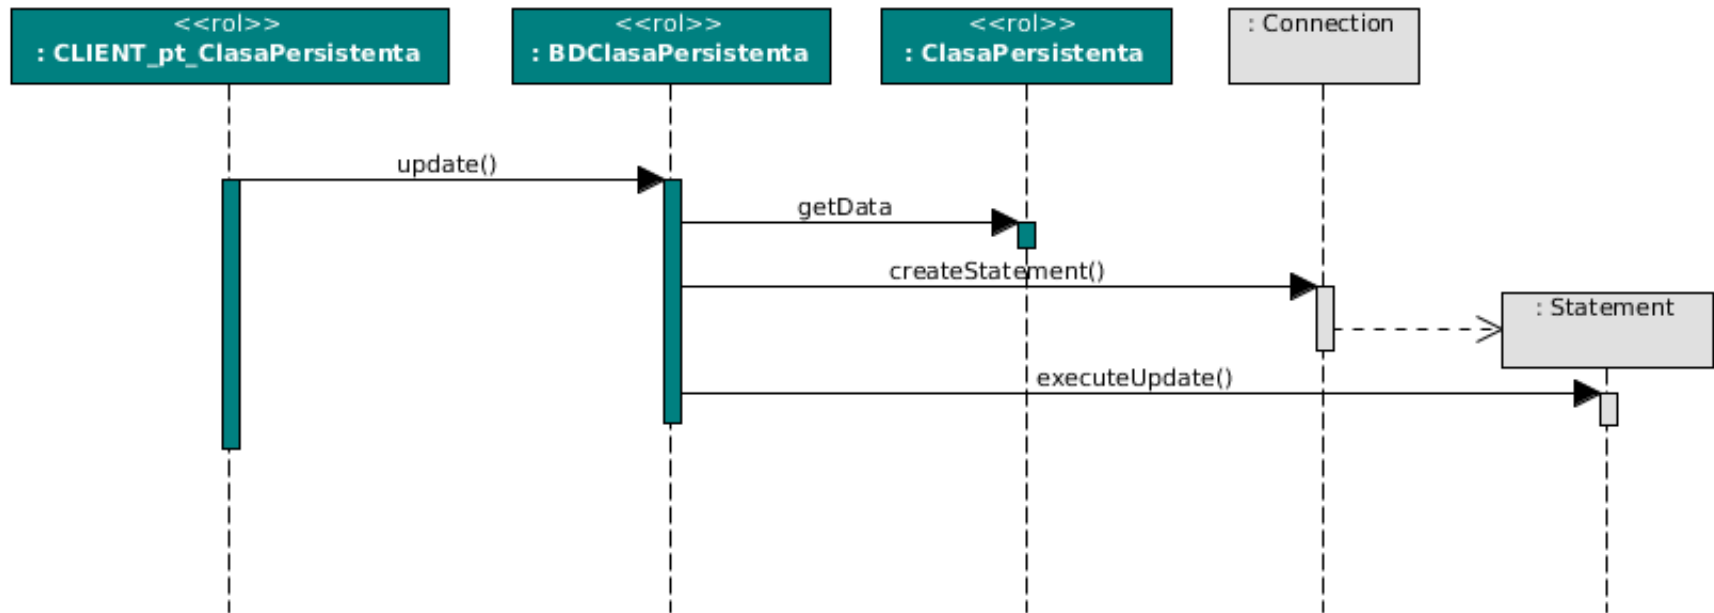 <<rol>>
: CLIENT_pt_ClasaPersistenta
<<rol>>
: BDClasaPersistenta
<<rol>>
: ClasaPersistenta
: Connection
update()
getData
createStatement()
: Statement
executeUpdate()